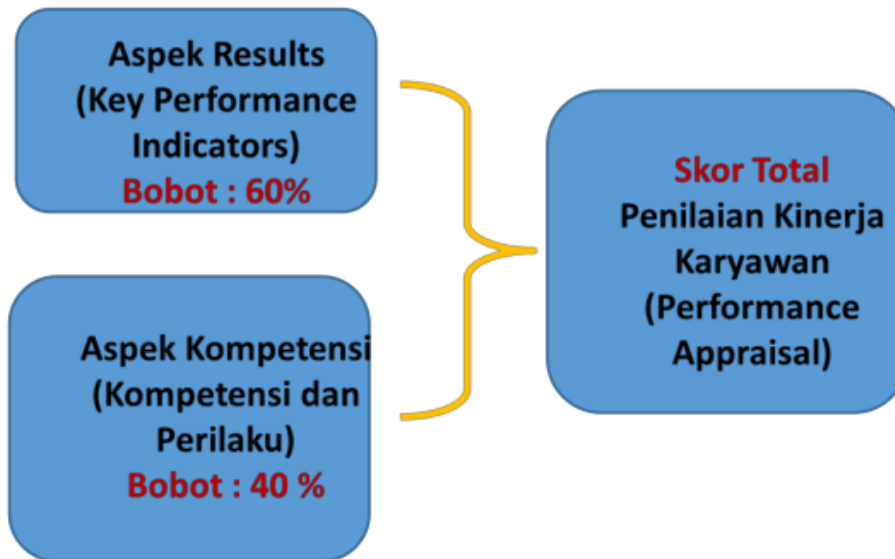 Aspek Results
(Key Performance
Indicators)
Bobot : 60%
Aspek Kompetensi
(Kompetensi dan
Perilaku)
Bobot : 40 %
Skor Total
Penilaian Kinerja
Karyawan
(Performance
Appraisal)